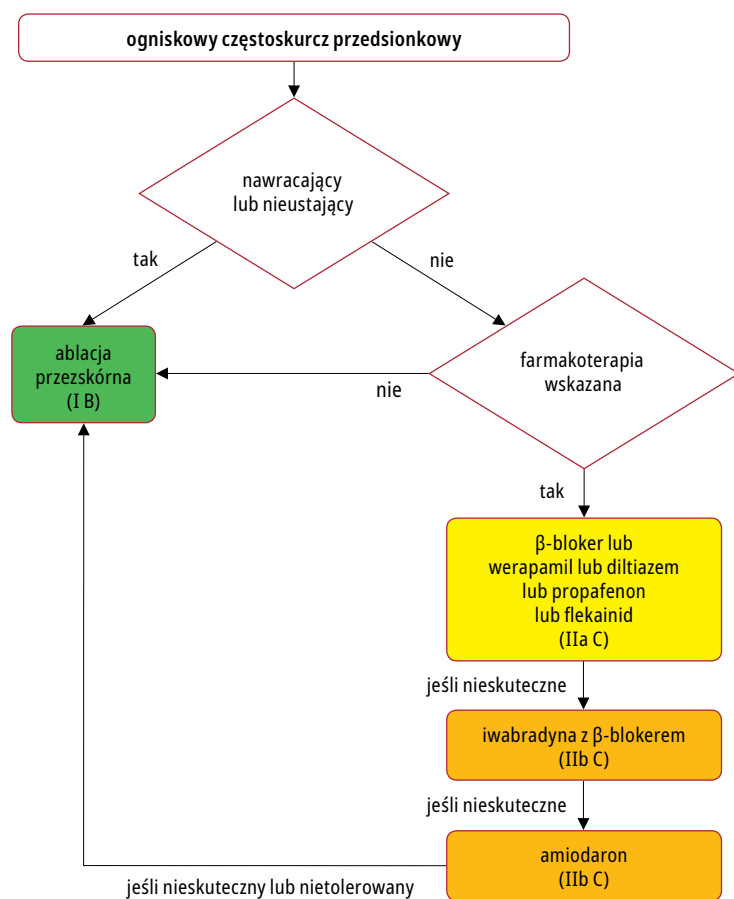 ogniskowy częstoskurcz przedsionkowy
nawracający
lub nieustający
tak
nie
ablacja
przezskórna
(I B)
nie
farmakoterapia
wskazana
tak
β-bloker lub
werapamil lub diltiazem
lub propafenon
lub flekainid
(IIa C)
jeśli nieskuteczne
iwabradyna z β-blokerem
(IIb C)
jeśli nieskuteczne
amiodaron
(IIb C)
jeśli nieskuteczny lub nietolerowany